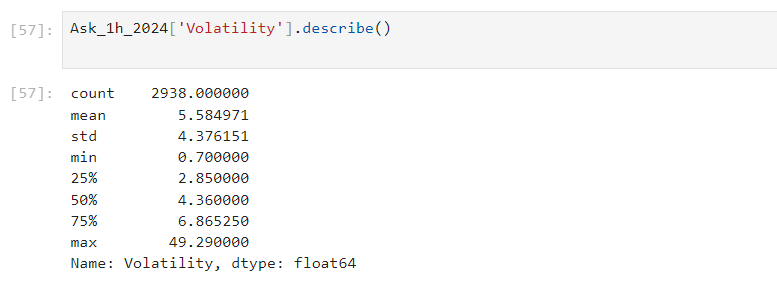 [57]: Ask_1h_2024['Volatility'].describe()
[57]: count    2938.000000
mean        5.584971
std         4.376151
min         0.700000
25%         2.850000
50%         4.360000
75%         6.865250
max        49.290000
Name: Volatility, dtype: float64